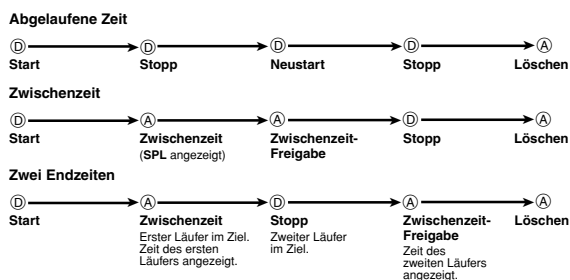 Abgelaufene Zeit
Ⓓ Ⓓ Ⓓ Ⓓ Ⓐ
Start Stopp Neustart Stopp Löschen
Zwischenzeit
Ⓓ Ⓐ Ⓐ Ⓓ Ⓐ
Start Zwischenzeit Zwischenzeit- Stopp Löschen
(SPL angezeigt) Freigabe
Zwei Endzeiten
Ⓓ Ⓐ Ⓓ Ⓐ Ⓐ
Start Zwischenzeit Stopp Zwischenzeit- Löschen
Erster Läufer im Ziel. Zweiter Läufer Freigabe
Zeit des ersten im Ziel. Zeit des
Läufers angezeigt. zweiten Läufers
angezeigt.